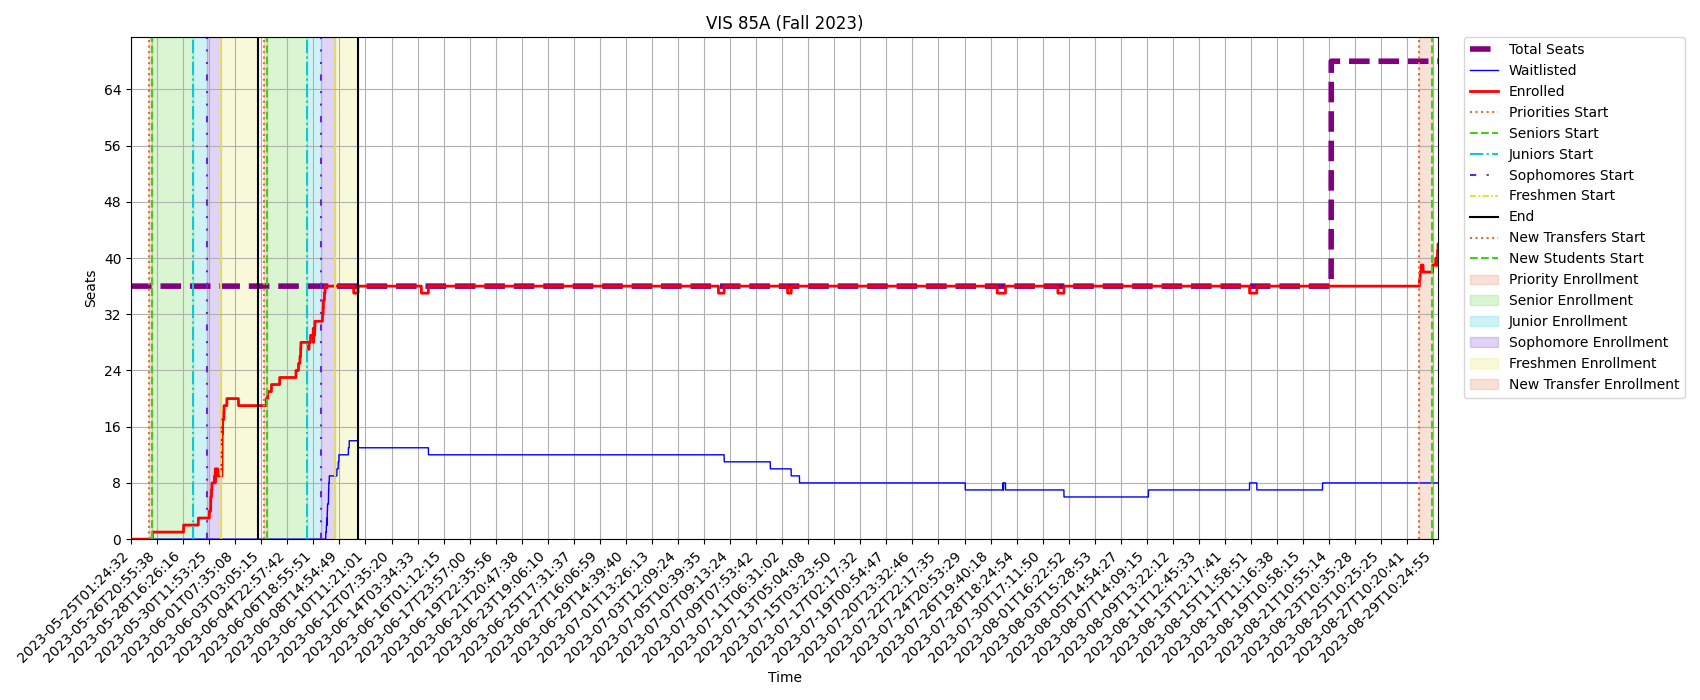 VIS 85A (Fall 2023)
Seats
64
56
48
40
32
24
16
8
0
2023-05-25T01:24:32
2023-05-26T20:55:38
2023-05-28T16:26:16
2023-05-30T11:53:25
2023-06-01T07:35:08
2023-06-03T03:05:15
2023-06-04T22:57:42
2023-06-06T18:55:51
2023-06-08T14:54:49
2023-06-10T11:21:01
2023-06-12T07:35:20
2023-06-14T03:34:33
2023-06-16T01:12:15
2023-06-17T23:57:00
2023-06-19T22:35:56
2023-06-21T20:47:38
2023-06-23T19:06:10
2023-06-25T17:31:37
2023-06-27T16:06:59
2023-06-29T14:39:40
2023-07-01T13:26:13
2023-07-03T12:09:24
2023-07-05T10:39:35
2023-07-07T09:13:24
2023-07-09T07:53:42
2023-07-11T06:31:02
2023-07-13T05:04:08
2023-07-15T03:23:50
2023-07-17T02:17:32
2023-07-19T00:54:47
2023-07-20T23:32:46
2023-07-22T22:17:35
2023-07-24T20:53:29
2023-07-26T19:40:18
2023-07-28T18:24:54
2023-07-30T17:11:50
2023-08-01T16:22:52
2023-08-03T15:28:53
2023-08-05T14:54:27
2023-08-07T14:09:15
2023-08-09T13:22:12
2023-08-11T12:45:33
2023-08-13T12:17:41
2023-08-15T11:58:51
2023-08-17T11:16:38
2023-08-19T10:58:15
2023-08-21T10:55:14
2023-08-23T10:35:28
2023-08-25T10:25:25
2023-08-27T10:20:41
2023-08-29T10:24:55
Time
Total Seats
Waitlisted
Enrolled
Priorities Start
Seniors Start
Juniors Start
Sophomores Start
Freshmen Start
End
New Transfers Start
New Students Start
Priority Enrollment
Senior Enrollment
Junior Enrollment
Sophomore Enrollment
Freshmen Enrollment
New Transfer Enrollment